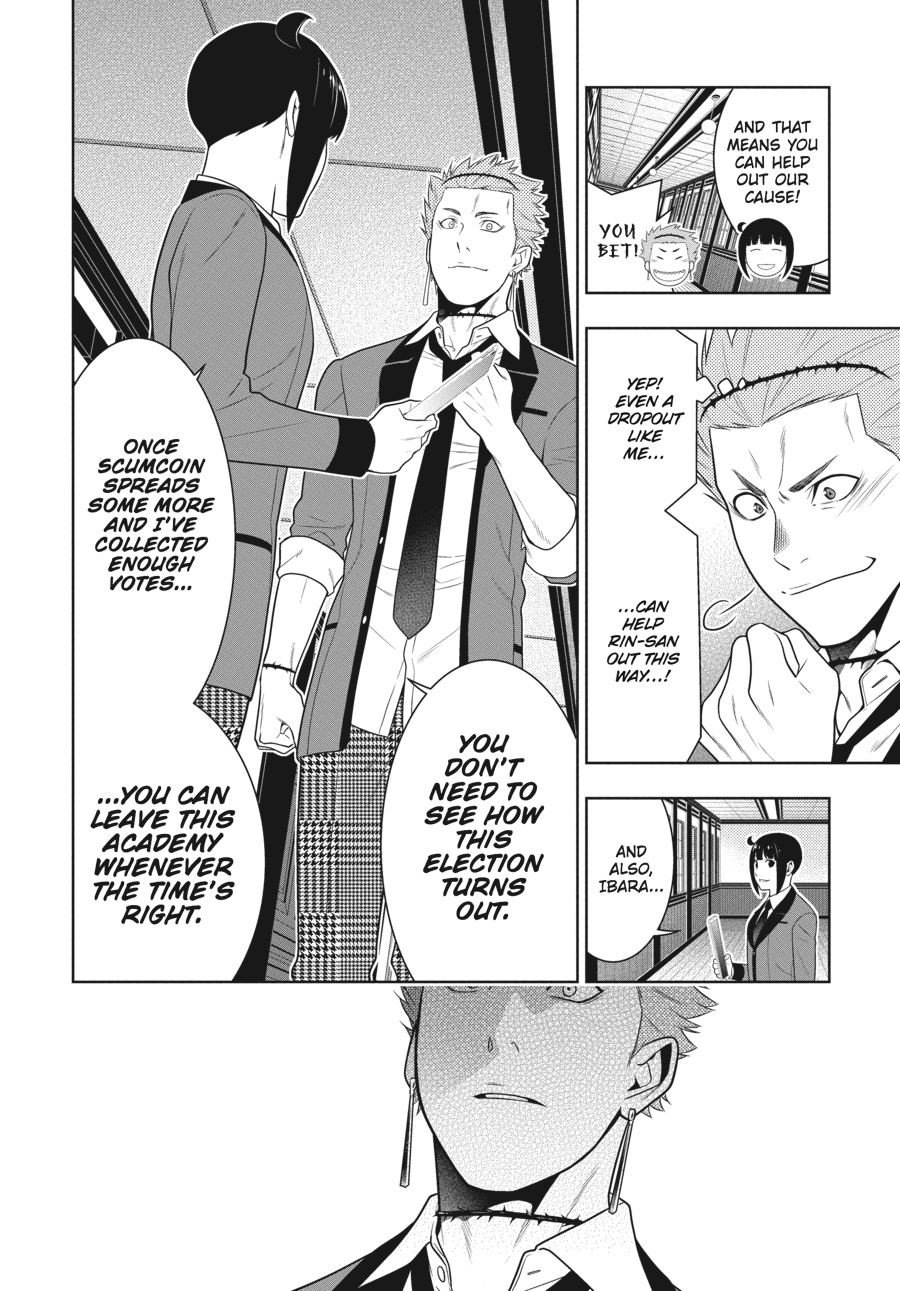 AND THAT
MEANS YOU
CAN HELP
OUT OUR
CAUSE!
YOU
BET!
YEP!
EVEN A
DROPOUT
LIKE
ME...
...CAN
HELP
RIN-SAN
OUT THIS
WAY...!
AND
ALSO,
IBARA...
YOU
DON'T
NEED TO
SEE HOW
THIS
ELECTION
TURNS
OUT.
ONCE
SCUMCOIN
SPREADS
SOME MORE
AND I'VE
COLLECTED
ENOUGH
VOTES...
...YOU CAN
LEAVE THIS
ACADEMY
WHENEVER
THE TIME'S
RIGHT.